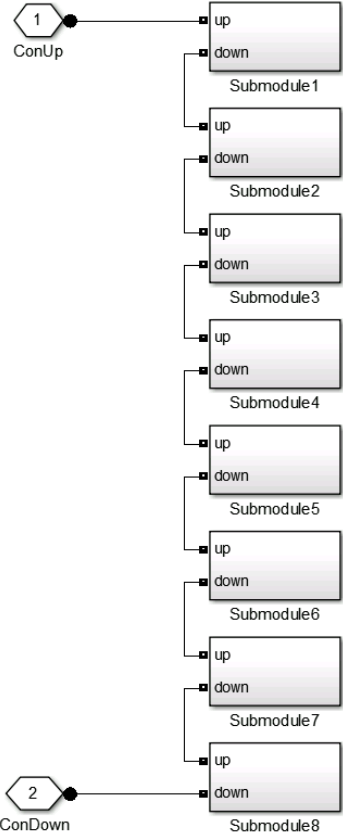 1
up
ConUp
down
Submodule1
up
down
Submodule2
up
down
Submodule3
up
down
Submodule4
up
down
Submodule5
up
down
Submodule6
up
down
Submodule7
up
2
down
ConDown
Submodule8